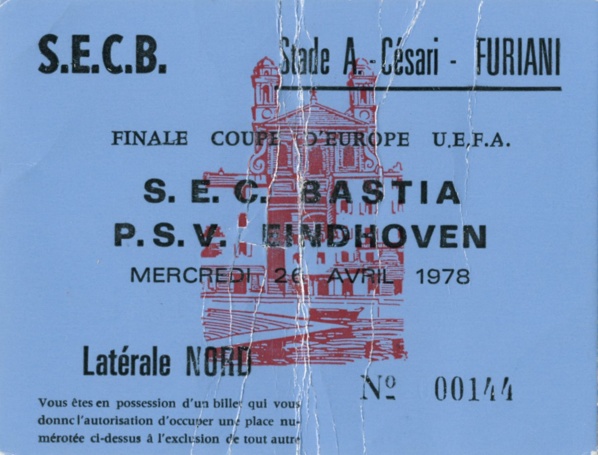 S.E.C.B.
Stade A. - Césari - FURIANI
FINALE COUPE D'EUROPE U.E.F.A.
S.E.C. BASTIA
P.S.V. EINDHOVEN
MERCREDI 26 AVRIL 1978
Latérale NORD
Nº 00144
Vous êtes en possession d'un billet qui vous
donne l'autorisation d'occuper une place nu-
mérotée ci-dessus à l'exclusion de tout autre